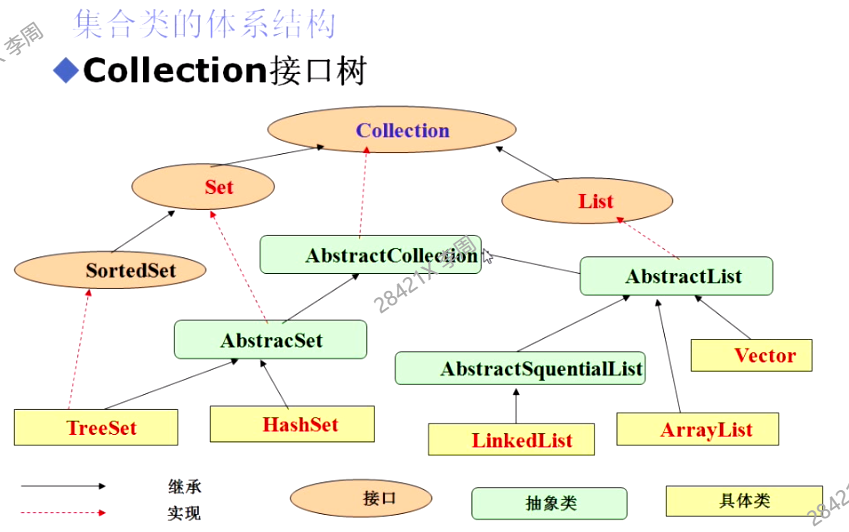 集合类的体系结构
Collection接口树
Collection
Set
List
AbstractCollection
SortedSet
AbstractList
AbstracSet
Vector
AbstractSquentialList
TreeSet
HashSet
LinkedList
ArrayList
继承
实现
接口
抽象类
具体类
X 李周
28421X 李周
28421